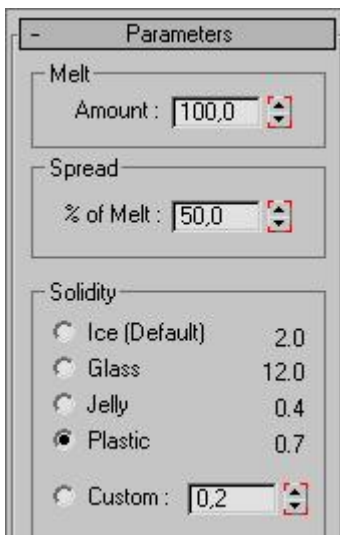 - Parameters
Melt
Amount : 100,0
Spread
% of Melt : 50,0
Solidity
Ice (Default) 2.0
Glass 12.0
Jelly 0.4
Plastic 0.7
Custom : 0,2